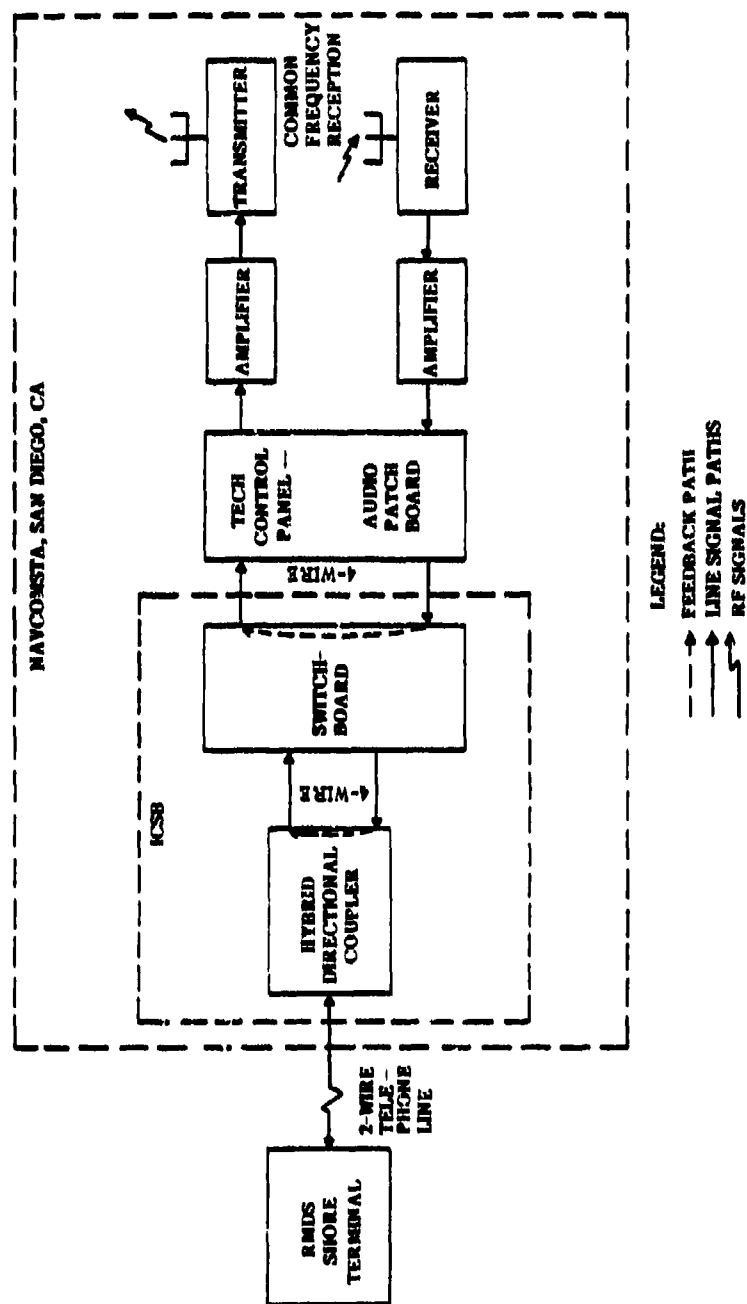 NAVCOMSTA, SAN DIEGO, CA
RMDS
SHORE
TERMINAL
2-WIRE
TELE-
PHONE
LINE
ICSB
HYBRID
DIRECTIONAL
COUPLER
4-WIRE
SWITCH-
BOARD
4-WIRE
TECH
CONTROL
PANEL —
AUDIO
PATCH
BOARD
AMPLIFIER
TRANSMITTER
COMMON
FREQUENCY
RECEPTION
AMPLIFIER
RECEIVER
LEGEND:
FEEDBACK PATH
LINE SIGNAL PATHS
RF SIGNALS